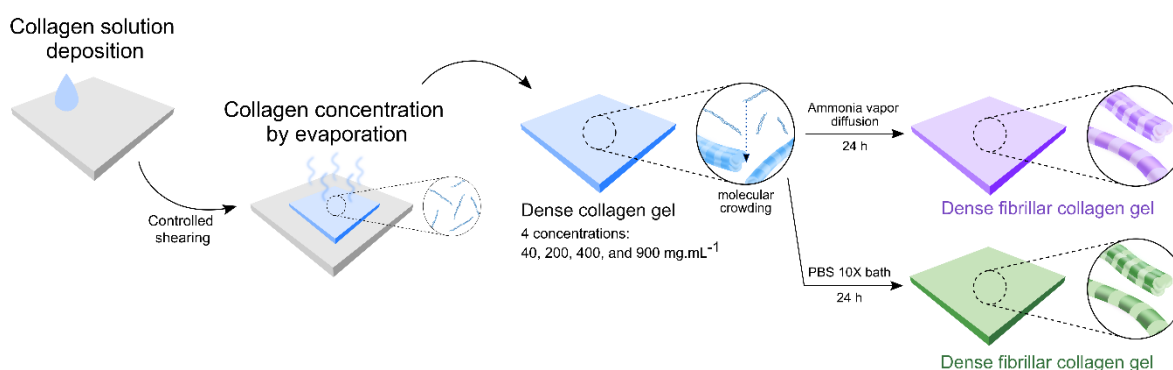 Collagen solution
deposition
Controlled
shearing
Collagen concentration
by evaporation
Dense collagen gel
4 concentrations:
40, 200, 400, and 900 mg.mL⁻¹
molecular
crowding
Ammonia vapor
diffusion
24 h
Dense fibrillar collagen gel
PBS 10X bath
24 h
Dense fibrillar collagen gel